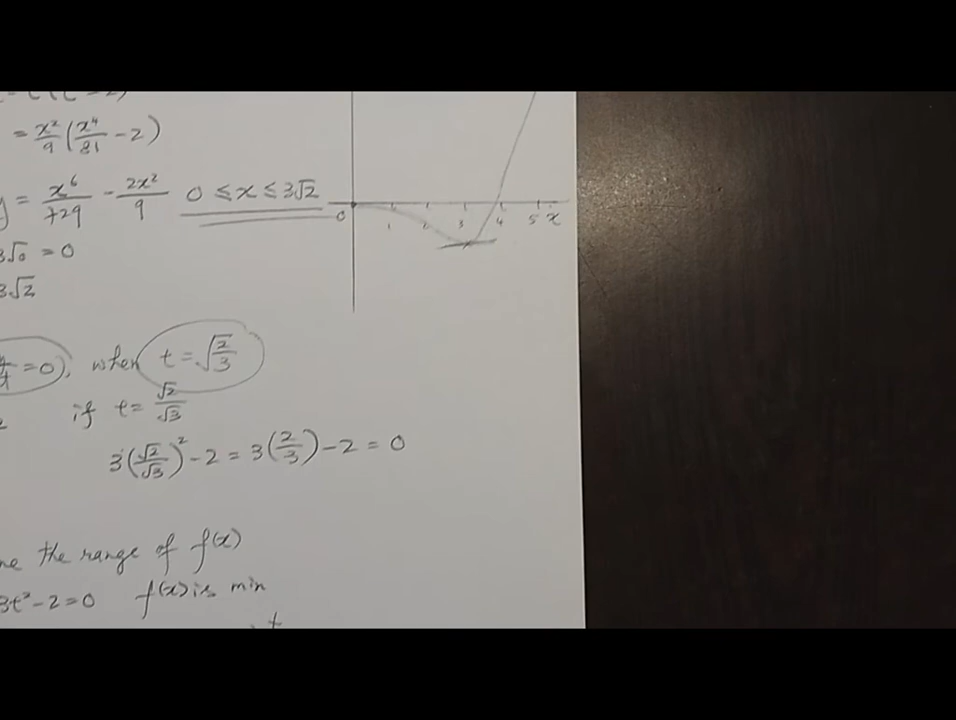 = x²/9 (x⁴/81 - 2)
y = x⁶/729 - 2x²/9 0 ≤ x ≤ 3√2
3√0 = 0
3√2
0 1 2 3 4 5 x
= 0), when t = √(2/3)
if t = √2/√3
3(√2/√3)² - 2 = 3(2/3) - 2 = 0
the range of f(x)
3t² - 2 = 0 f(x) is min
t